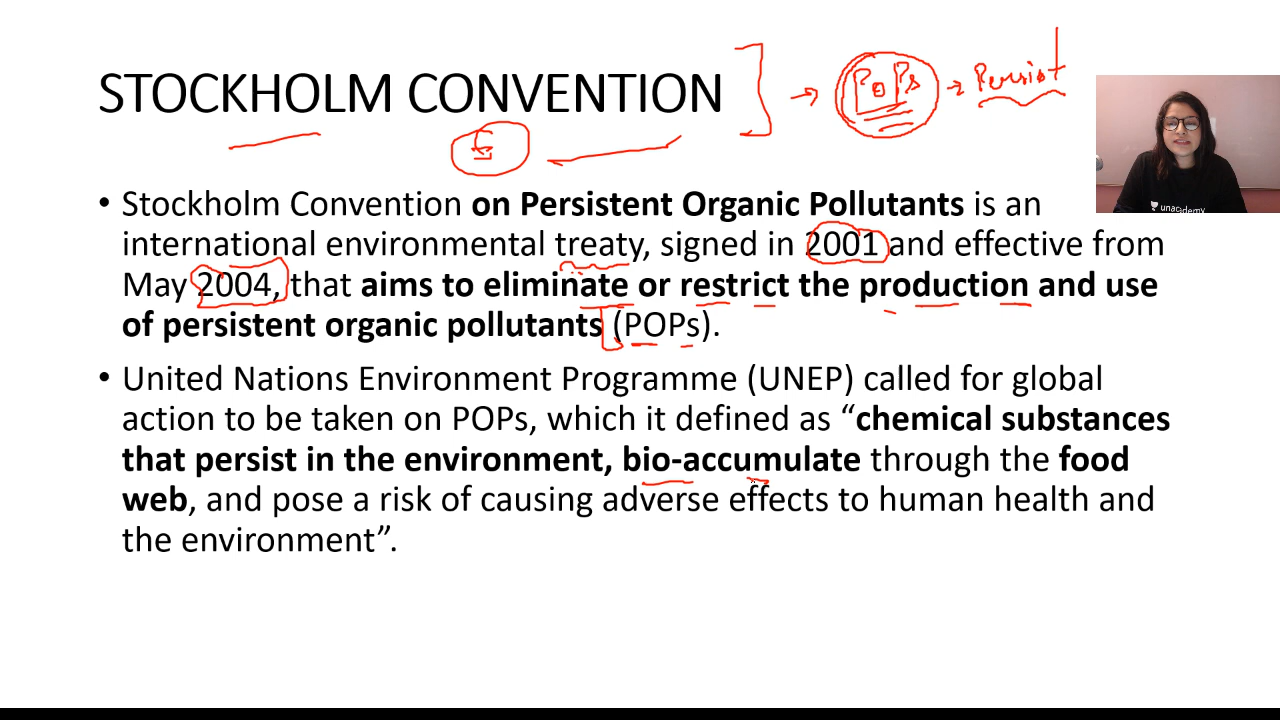 STOCKHOLM CONVENTION
POPs → Persist
• Stockholm Convention on Persistent Organic Pollutants is an
international environmental treaty, signed in 2001 and effective from
May 2004, that aims to eliminate or restrict the production and use
of persistent organic pollutants (POPs).
• United Nations Environment Programme (UNEP) called for global
action to be taken on POPs, which it defined as “chemical substances
that persist in the environment, bio-accumulate through the food
web, and pose a risk of causing adverse effects to human health and
the environment”.
unacademy